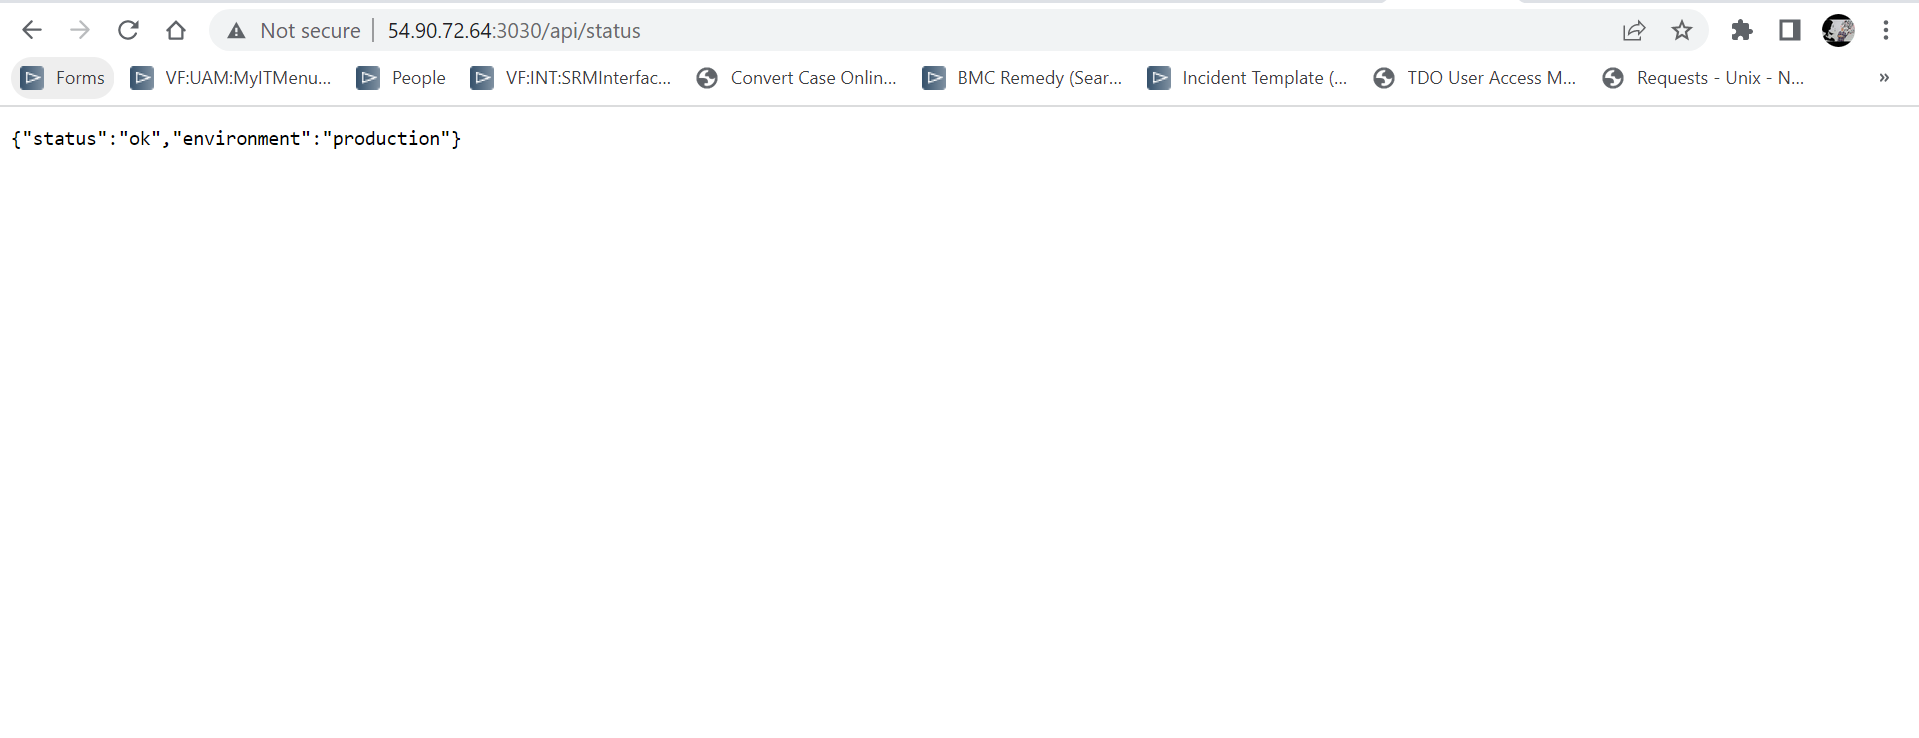 Not secure | 54.90.72.64:3030/api/status
Forms VF:UAM:MyITMenu... People VF:INT:SRMInterfac... Convert Case Onlin... BMC Remedy (Sear... Incident Template (... TDO User Access M... Requests - Unix - N... »
{"status":"ok","environment":"production"}